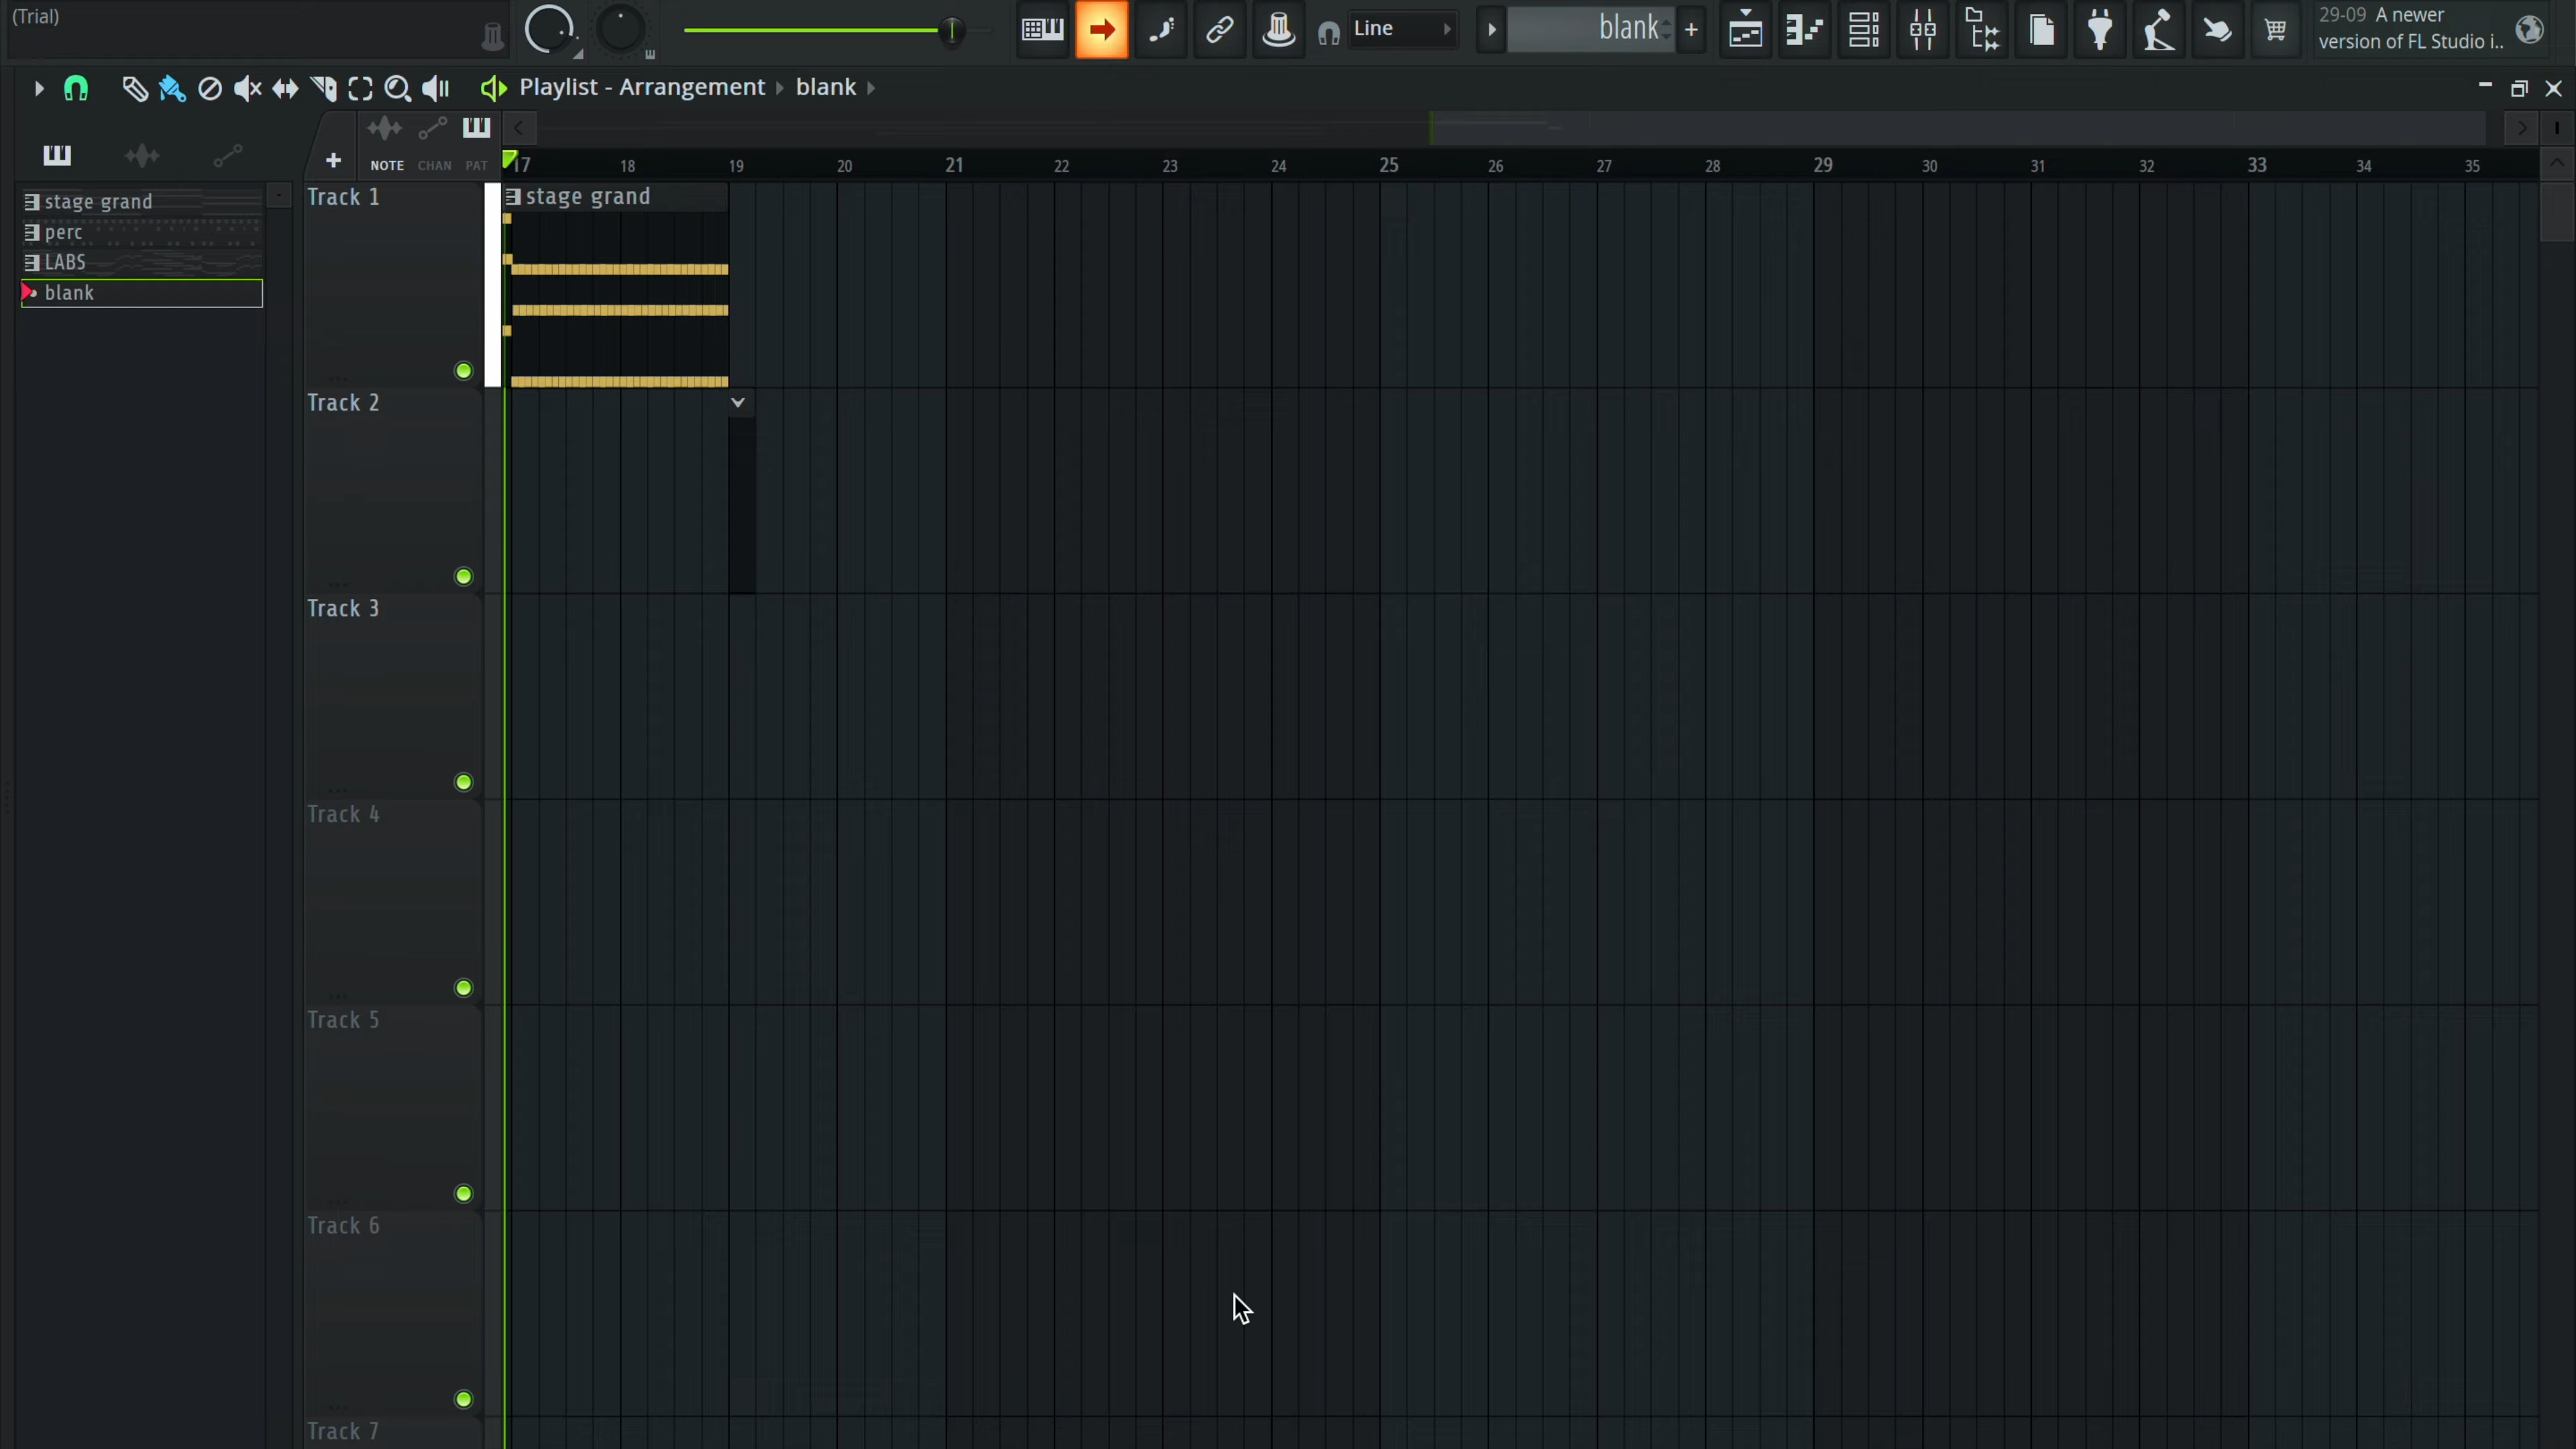 (Trial)
Line
blank
29-09 A newer
version of FL Studio i..
Playlist - Arrangement
blank
NOTE CHAN PAT
17 18 19 20 21 22 23 24 25 26 27 28 29 30 31 32 33 34 35
stage grand
perc
LABS
blank
Track 1
stage grand
Track 2
Track 3
Track 4
Track 5
Track 6
Track 7